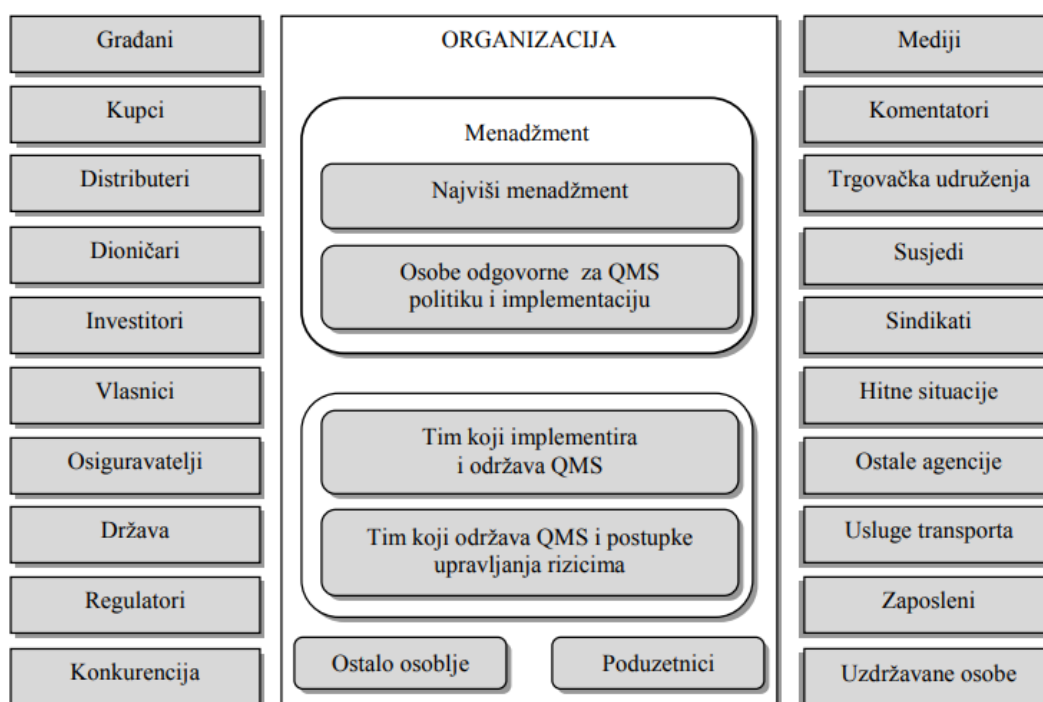 Građani
Kupci
Distributeri
Dioničari
Investitori
Vlasnici
Osiguravatelji
Država
Regulatori
Konkurencija
ORGANIZACIJA
Menadžment
Najviši menadžment
Osobe odgovorne za QMS
politiku i implementaciju
Tim koji implementira
i održava QMS
Tim koji održava QMS i postupke
upravljanja rizicima
Ostalo osoblje
Poduzetnici
Mediji
Komentatori
Trgovačka udruženja
Susjedi
Sindikati
Hitne situacije
Ostale agencije
Usluge transporta
Zaposleni
Uzdržavane osobe